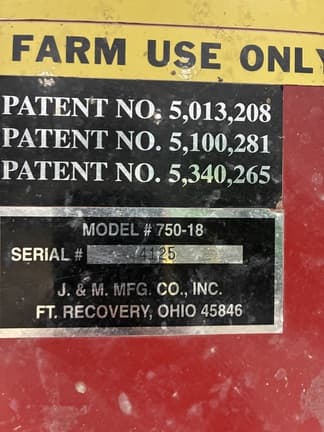 FARM USE ONLY
PATENT NO. 5,013,208
PATENT NO. 5,100,281
PATENT NO. 5,340,265
MODEL # 750-18
SERIAL # 4125
J. & M. MFG. CO., INC.
FT. RECOVERY, OHIO 45846